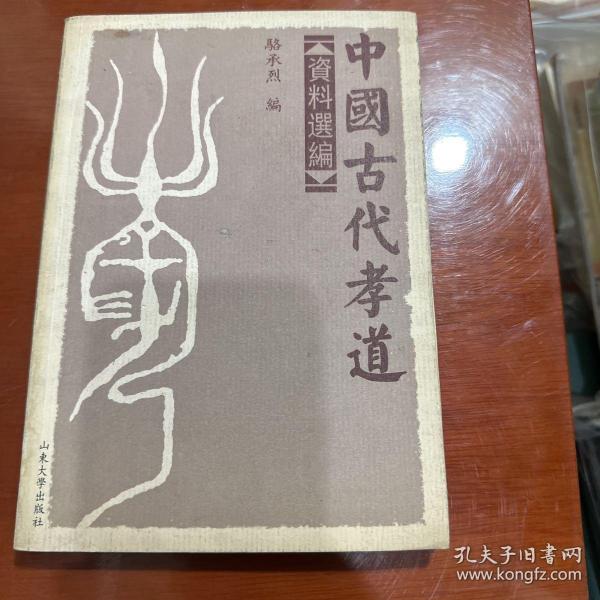 中國古代孝道
資料選編
駱承烈 編
山東大學出版社
孔夫子旧书网
www.kongfz.com